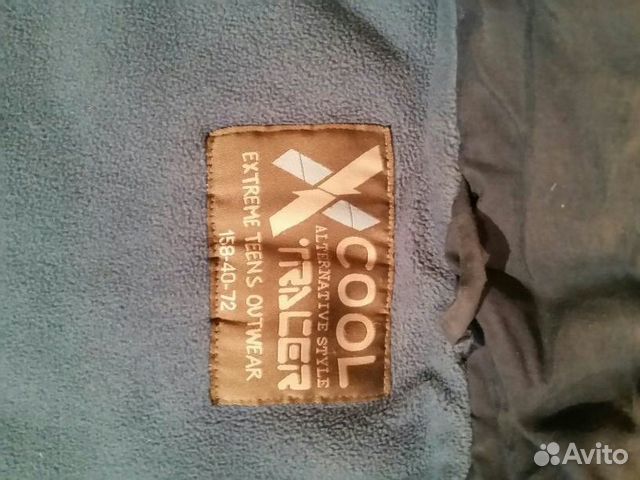 COOL
ALTERNATIVE STYLE
TRACER
EXTREME TEENS OUTWEAR
158-40-72
Avito